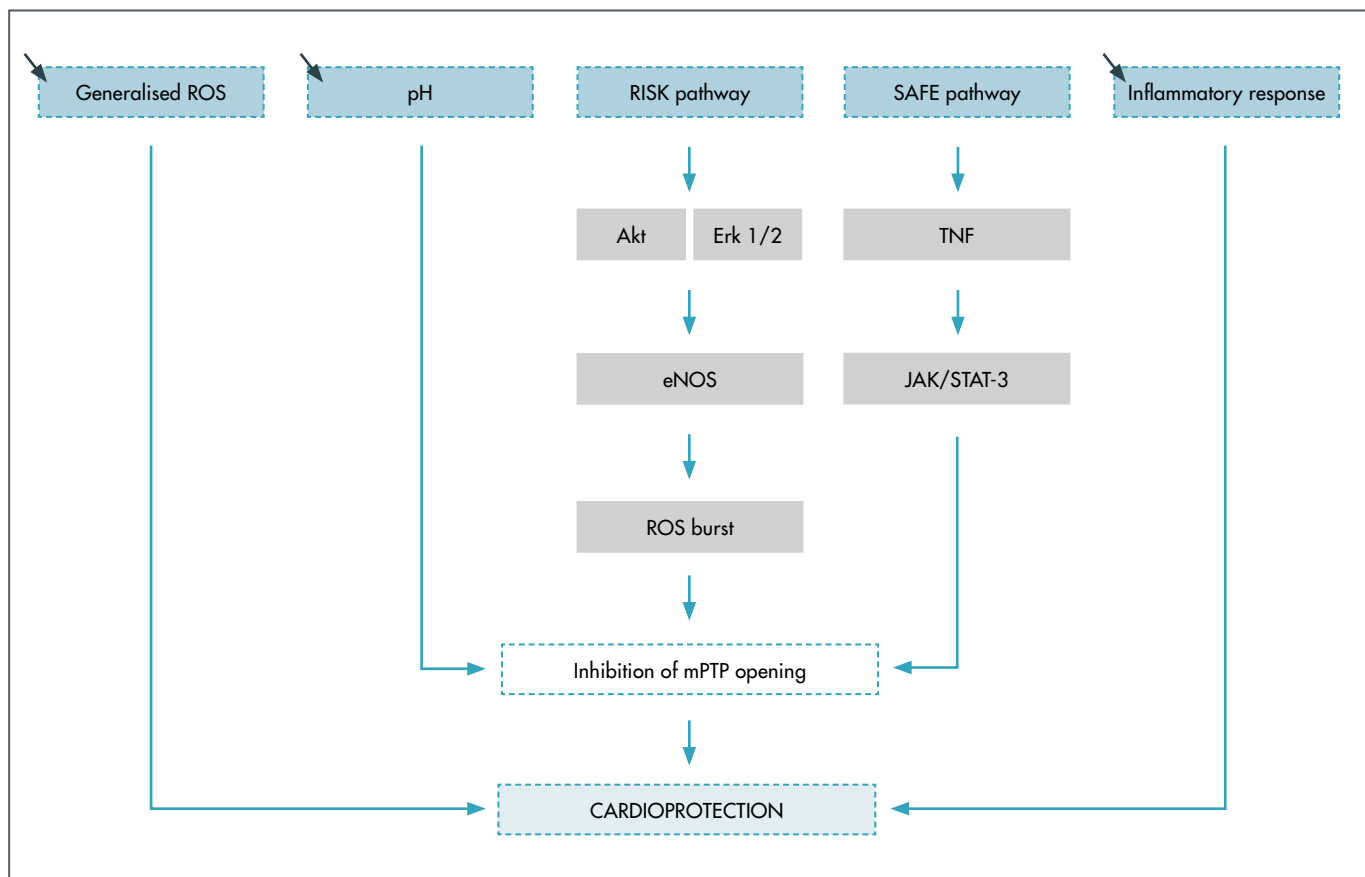 Generalised ROS
pH
RISK pathway
SAFE pathway
Inflammatory response
Akt
Erk 1/2
TNF
eNOS
JAK/STAT-3
ROS burst
Inhibition of mPTP opening
CARDIOPROTECTION